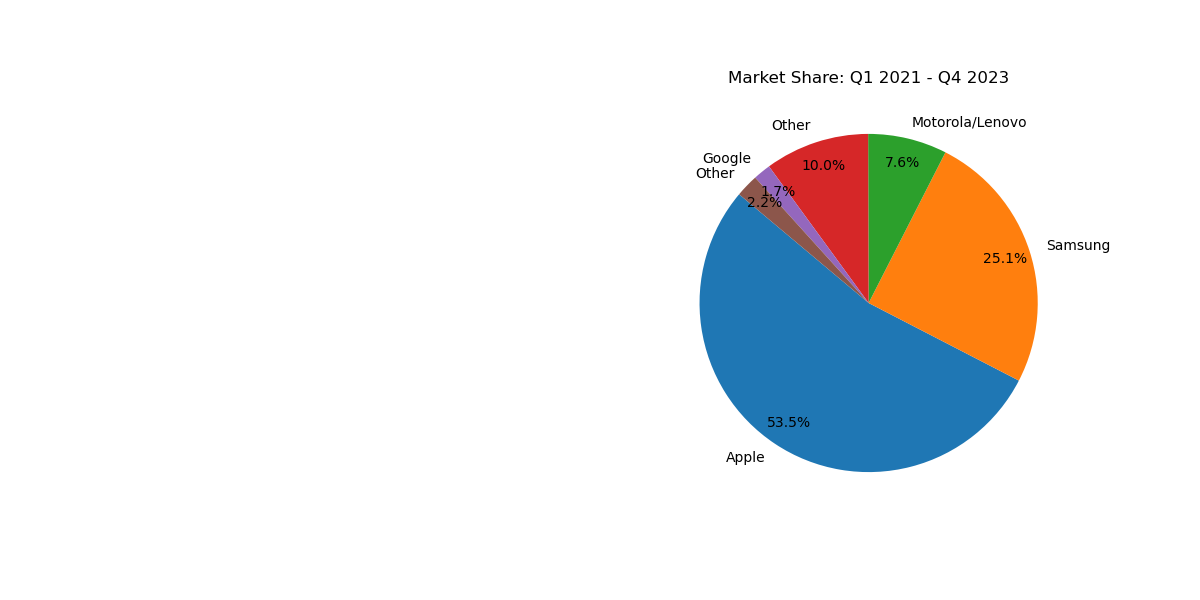 Market Share: Q1 2021 - Q4 2023
Other
Motorola/Lenovo
Google
Other
10.0%
7.6%
1.7%
2.2%
Samsung
25.1%
53.5%
Apple